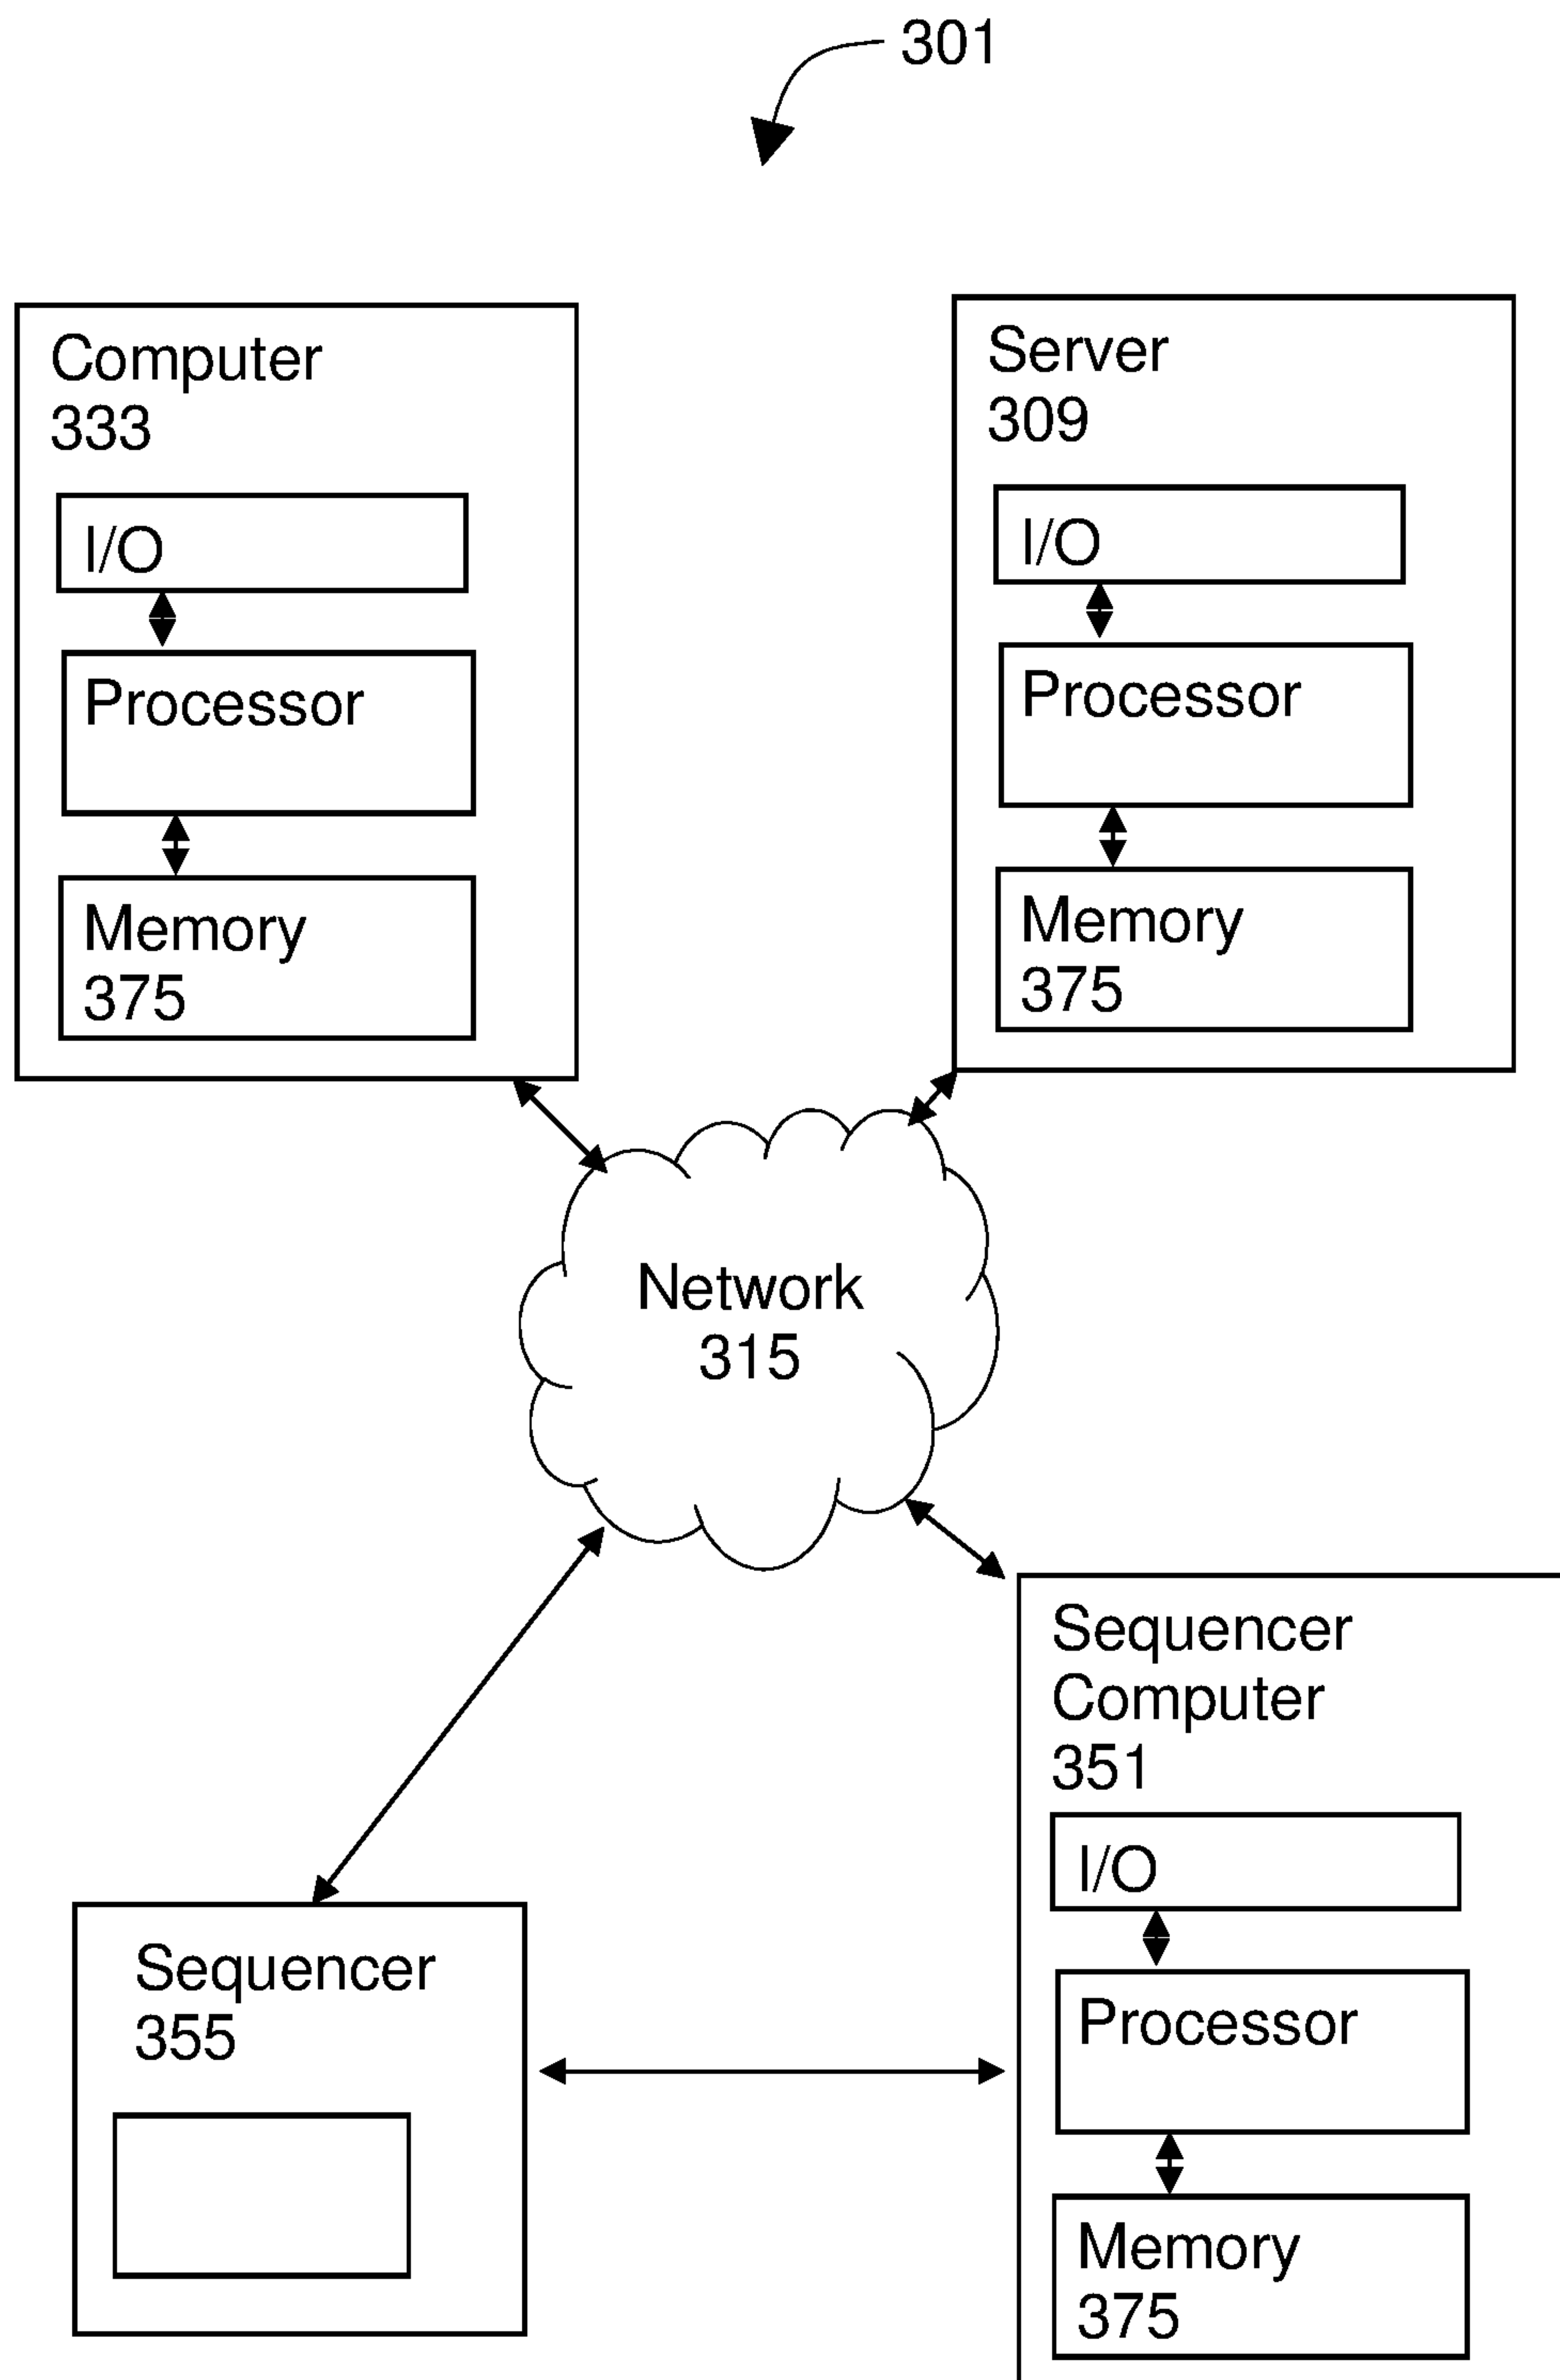 301
Computer
333
I/O
Processor
Memory
375
Server
309
I/O
Processor
Memory
375
Network
315
Sequencer
355
Sequencer
Computer
351
I/O
Processor
Memory
375